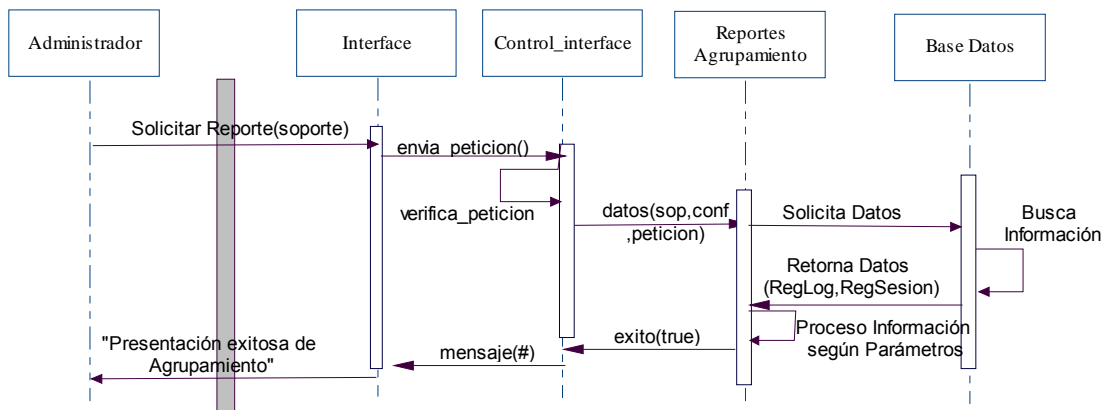 Administrador
Interface
Control_interface
Reportes
Agrupamiento
Base Datos
Solicitar Reporte(soporte)
envia_peticion()
verifica_peticion
datos(sop,conf
,peticion)
Solicita Datos
Busca
Información
Retorna Datos
(RegLog,RegSesion)
Proceso Información
según Parámetros
exito(true)
mensaje(#)
"Presentación exitosa de
Agrupamiento"